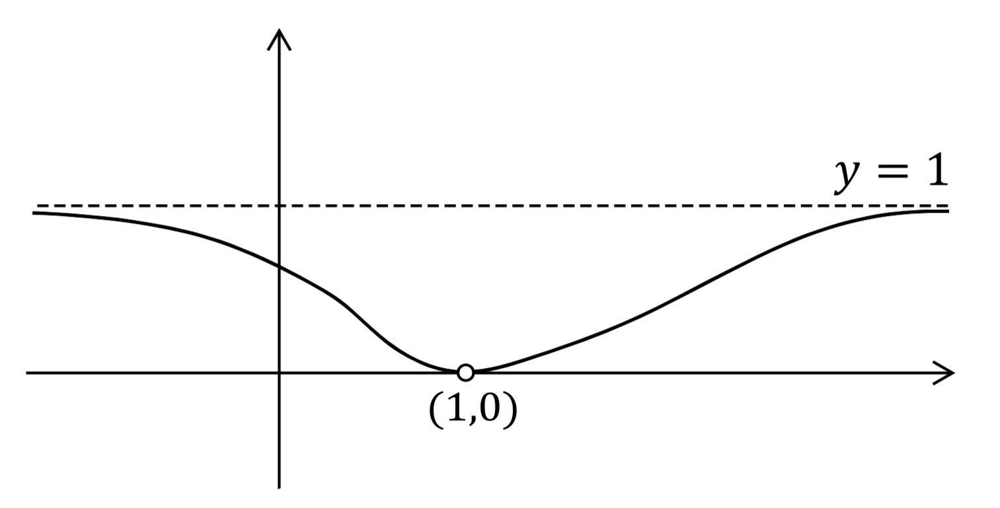 y = 1
(1,0)